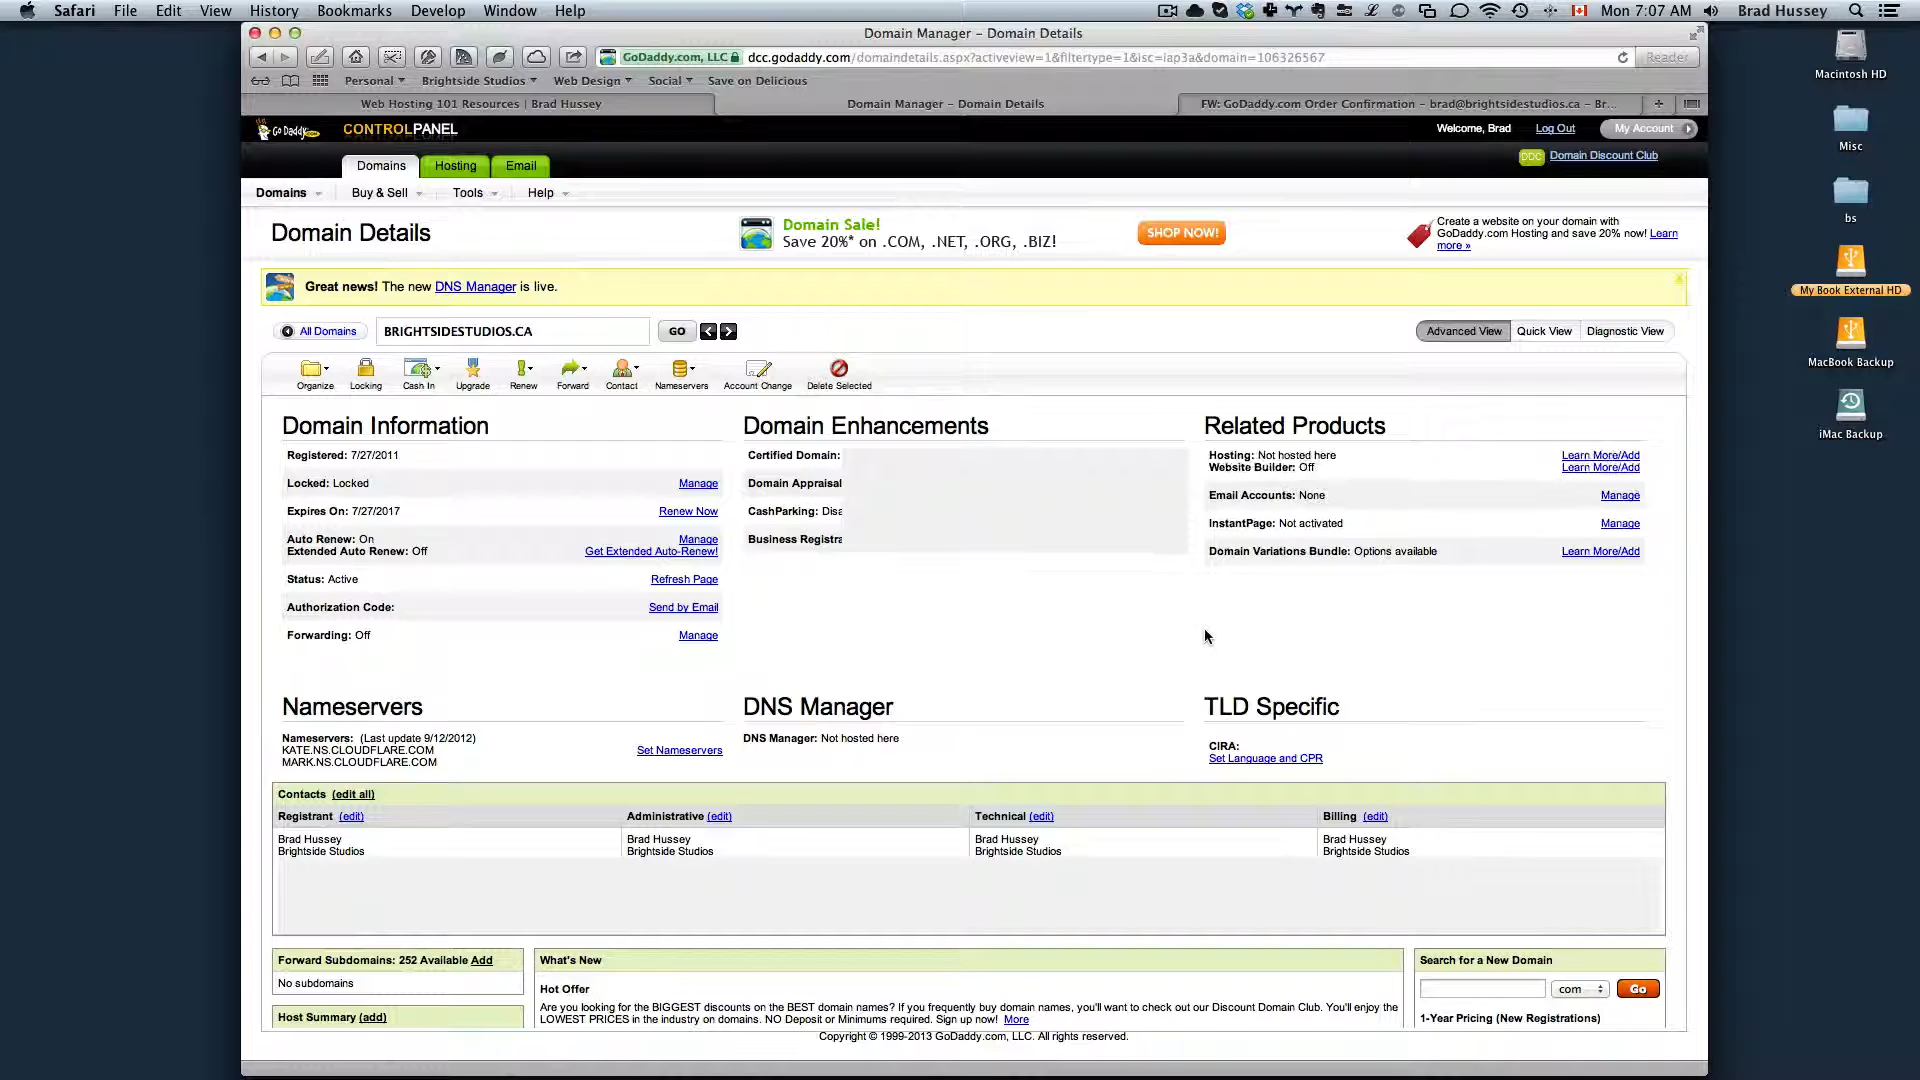 Safari File Edit View History Bookmarks Develop Window Help
Mon 7:07 AM Brad Hussey
Domain Manager – Domain Details
GoDaddy.com, LLC dcc.godaddy.com/domaindetails.aspx?activeview=1&filtertype=1&isc=iap3a&domain=106326567
Reader
Personal Brightside Studios Web Design Social Save on Delicious
Web Hosting 101 Resources | Brad Hussey
Domain Manager – Domain Details
FW: GoDaddy.com Order Confirmation – brad@brightsidestudios.ca – Br...
Go Daddy.com CONTROLPANEL
Welcome, Brad Log Out My Account
Domains Hosting Email
DDC Domain Discount Club
Domains Buy & Sell Tools Help
Domain Details
Domain Sale!
Save 20%* on .COM, .NET, .ORG, .BIZ!
SHOP NOW!
Create a website on your domain with
GoDaddy.com Hosting and save 20% now! Learn
more »
Great news! The new DNS Manager is live.
All Domains BRIGHTSIDESTUDIOS.CA GO
Advanced View Quick View Diagnostic View
Organize Locking Cash In Upgrade Renew Forward Contact Nameservers Account Change Delete Selected
Domain Information
Registered: 7/27/2011
Locked: Locked Manage
Expires On: 7/27/2017 Renew Now
Auto Renew: On Manage
Extended Auto Renew: Off Get Extended Auto-Renew!
Status: Active Refresh Page
Authorization Code: Send by Email
Forwarding: Off Manage
Domain Enhancements
Certified Domain:
Domain Appraisal
CashParking: Disa
Business Registra
Related Products
Hosting: Not hosted here Learn More/Add
Website Builder: Off Learn More/Add
Email Accounts: None Manage
InstantPage: Not activated Manage
Domain Variations Bundle: Options available Learn More/Add
Nameservers
Nameservers: (Last update 9/12/2012)
KATE.NS.CLOUDFLARE.COM Set Nameservers
MARK.NS.CLOUDFLARE.COM
DNS Manager
DNS Manager: Not hosted here
TLD Specific
CIRA:
Set Language and CPR
Contacts (edit all)
Registrant (edit) Administrative (edit) Technical (edit) Billing (edit)
Brad Hussey Brad Hussey Brad Hussey Brad Hussey
Brightside Studios Brightside Studios Brightside Studios Brightside Studios
Forward Subdomains: 252 Available Add
No subdomains
Host Summary (add)
What's New
Hot Offer
Are you looking for the BIGGEST discounts on the BEST domain names? If you frequently buy domain names, you'll want to check out our Discount Domain Club. You'll enjoy the
LOWEST PRICES in the industry on domains. NO Deposit or Minimums required. Sign up now! More
Search for a New Domain
com Go
1-Year Pricing (New Registrations)
Copyright © 1999-2013 GoDaddy.com, LLC. All rights reserved.
Macintosh HD
Misc
bs
My Book External HD
MacBook Backup
iMac Backup